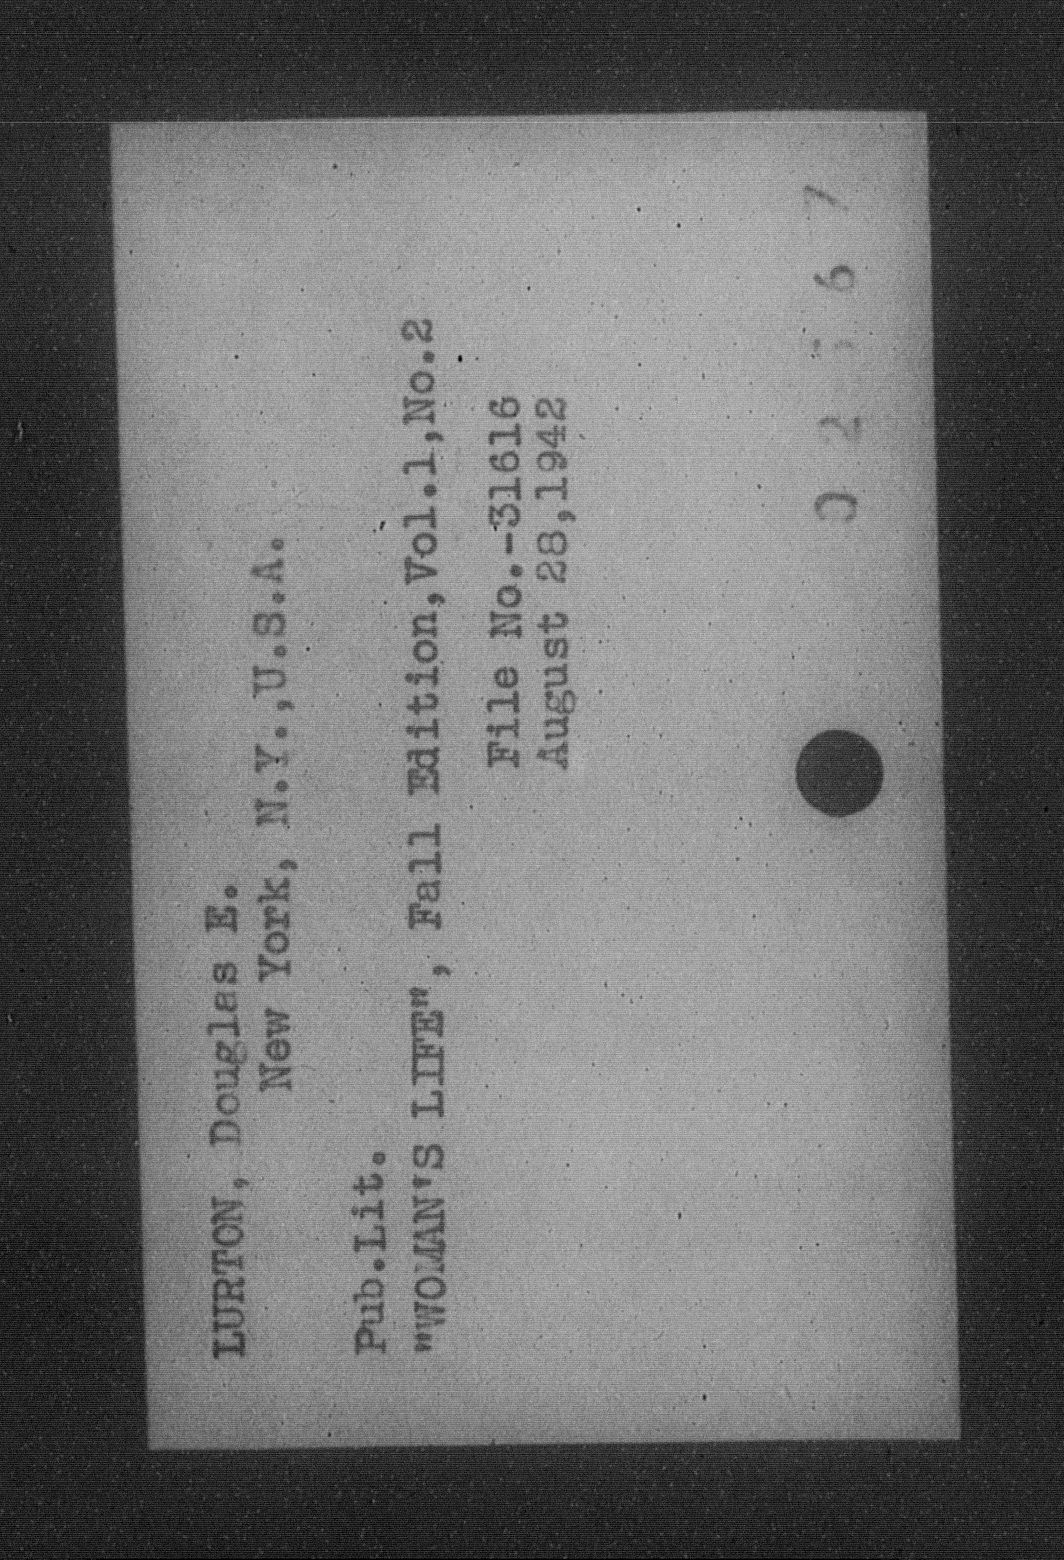 LURTON, Douglas E.
New York, N.Y.,U.S.A.
Pub.Lit.
"WOMAN'S LIFE", Fall Edition,Vol.1,No.2
File No.-31616
August 28,1942